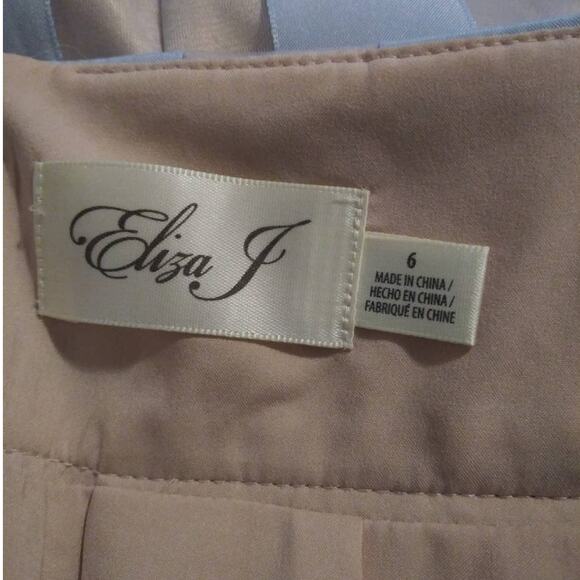 Eliza J
6
MADE IN CHINA /
HECHO EN CHINA /
FABRIQUÉ EN CHINE